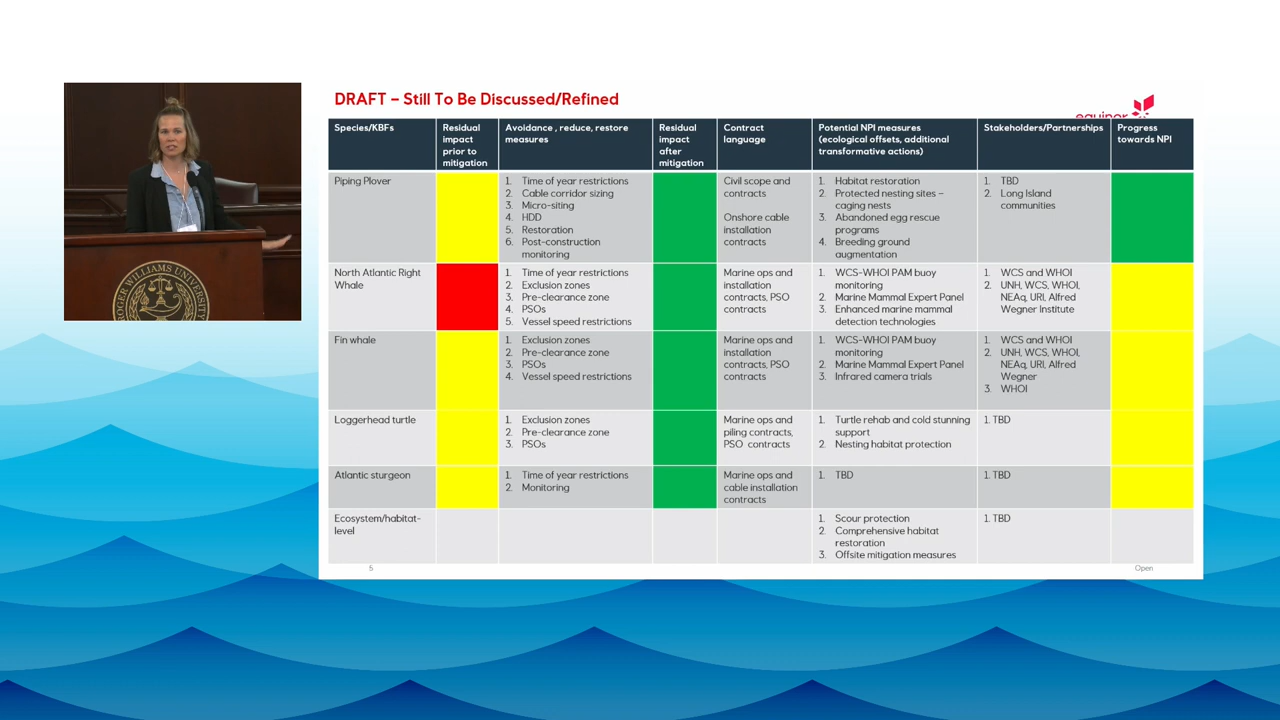 DRAFT – Still To Be Discussed/Refined
equinor
Species/KBFs
Residual
impact
prior to
mitigation
Avoidance , reduce, restore
measures
Residual
impact
after
mitigation
Contract
language
Potential NPI measures
(ecological offsets, additional
transformative actions)
Stakeholders/Partnerships
Progress
towards NPI
Piping Plover
1. Time of year restrictions
2. Cable corridor sizing
3. Micro-siting
4. HDD
5. Restoration
6. Post-construction
monitoring
Civil scope and
contracts
Onshore cable
installation
contracts
1. Habitat restoration
2. Protected nesting sites –
caging nests
3. Abandoned egg rescue
programs
4. Breeding ground
augmentation
1. TBD
2. Long Island
communities
North Atlantic Right
Whale
1. Time of year restrictions
2. Exclusion zones
3. Pre-clearance zone
4. PSOs
5. Vessel speed restrictions
Marine ops and
installation
contracts, PSO
contracts
1. WCS-WHOI PAM buoy
monitoring
2. Marine Mammal Expert Panel
3. Enhanced marine mammal
detection technologies
1. WCS and WHOI
2. UNH, WCS, WHOI,
NEAq, URI, Alfred
Wegner Institute
Fin whale
1. Exclusion zones
2. Pre-clearance zone
3. PSOs
4. Vessel speed restrictions
Marine ops and
installation
contracts, PSO
contracts
1. WCS-WHOI PAM buoy
monitoring
2. Marine Mammal Expert Panel
3. Infrared camera trials
1. WCS and WHOI
2. UNH, WCS, WHOI,
NEAq, URI, Alfred
Wegner
3. WHOI
Loggerhead turtle
1. Exclusion zones
2. Pre-clearance zone
3. PSOs
Marine ops and
piling contracts,
PSO contracts
1. Turtle rehab and cold stunning
support
2. Nesting habitat protection
1. TBD
Atlantic sturgeon
1. Time of year restrictions
2. Monitoring
Marine ops and
cable installation
contracts
1. TBD
1. TBD
Ecosystem/habitat-
level
1. Scour protection
2. Comprehensive habitat
restoration
3. Offsite mitigation measures
1. TBD
5
Open
ROGER WILLIAMS UNIVERSITY